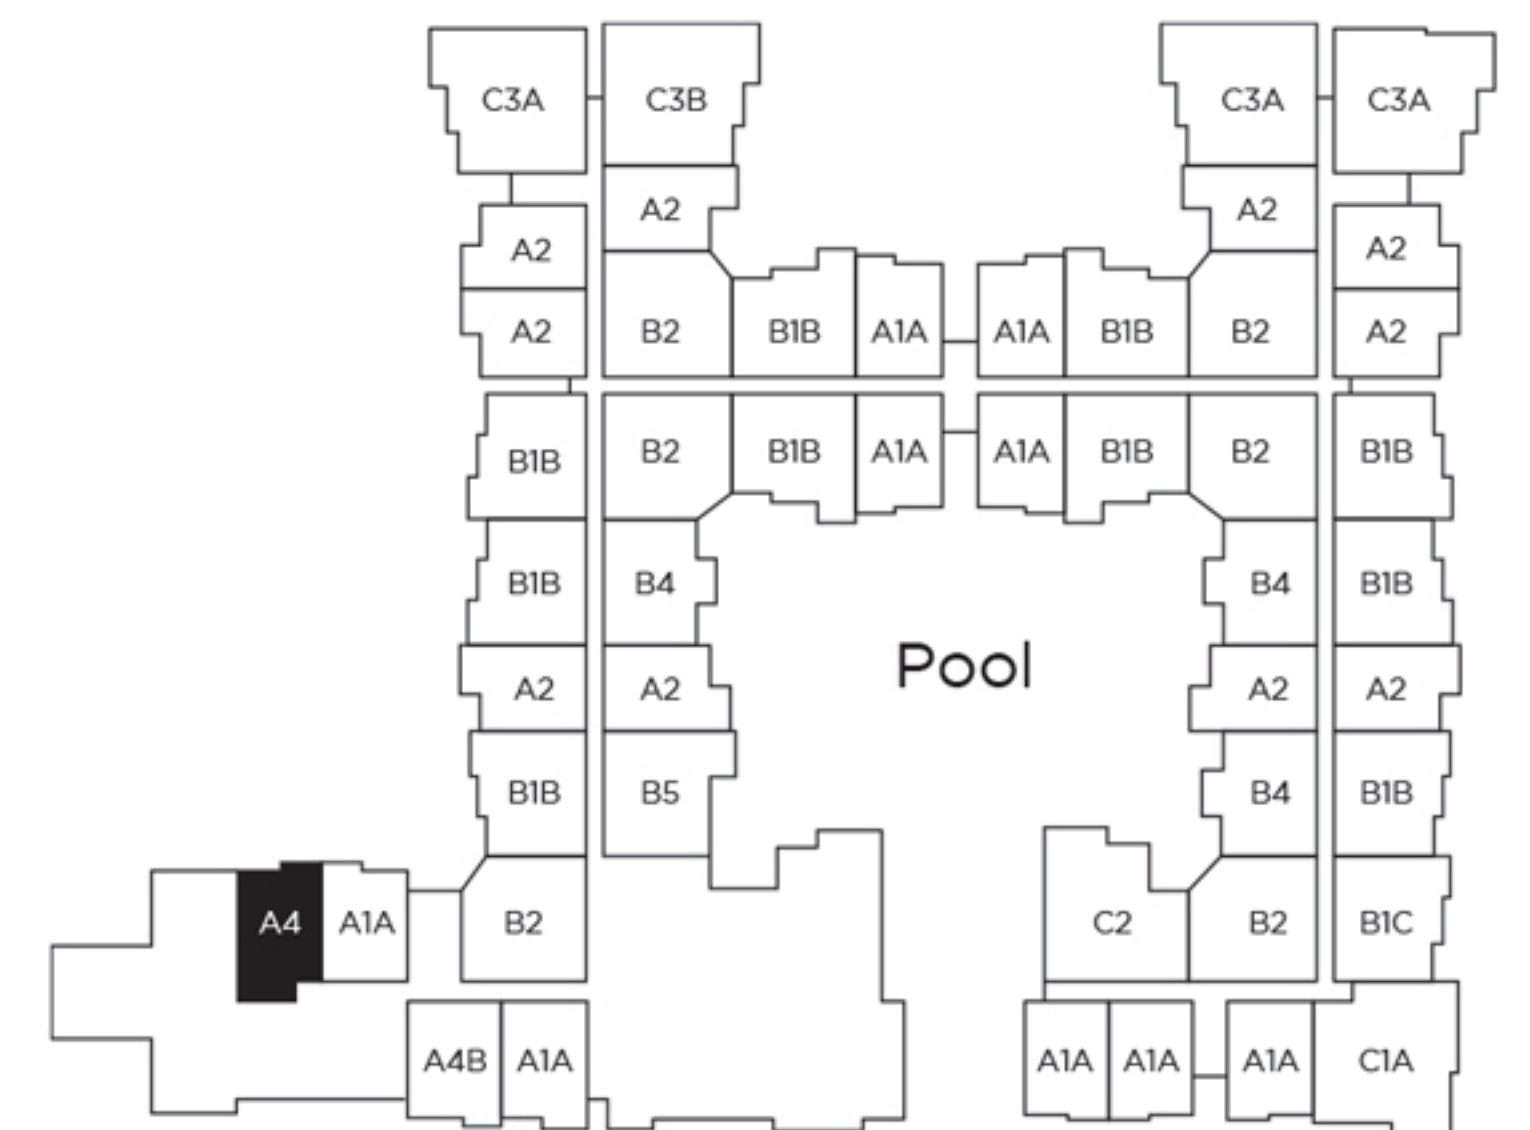 C3A C3B C3A C3A
A2 A2
A2 A2
A2 B2 B1B A1A A1A B1B B2 A2
B1B B2 B1B A1A A1A B1B B2 B1B
B1B B4 B4 B1B
Pool
A2 A2 A2 A2
B1B B5 B4 B1B
A4 A1A B2 C2 B2 B1C
A4B A1A A1A A1A A1A C1A